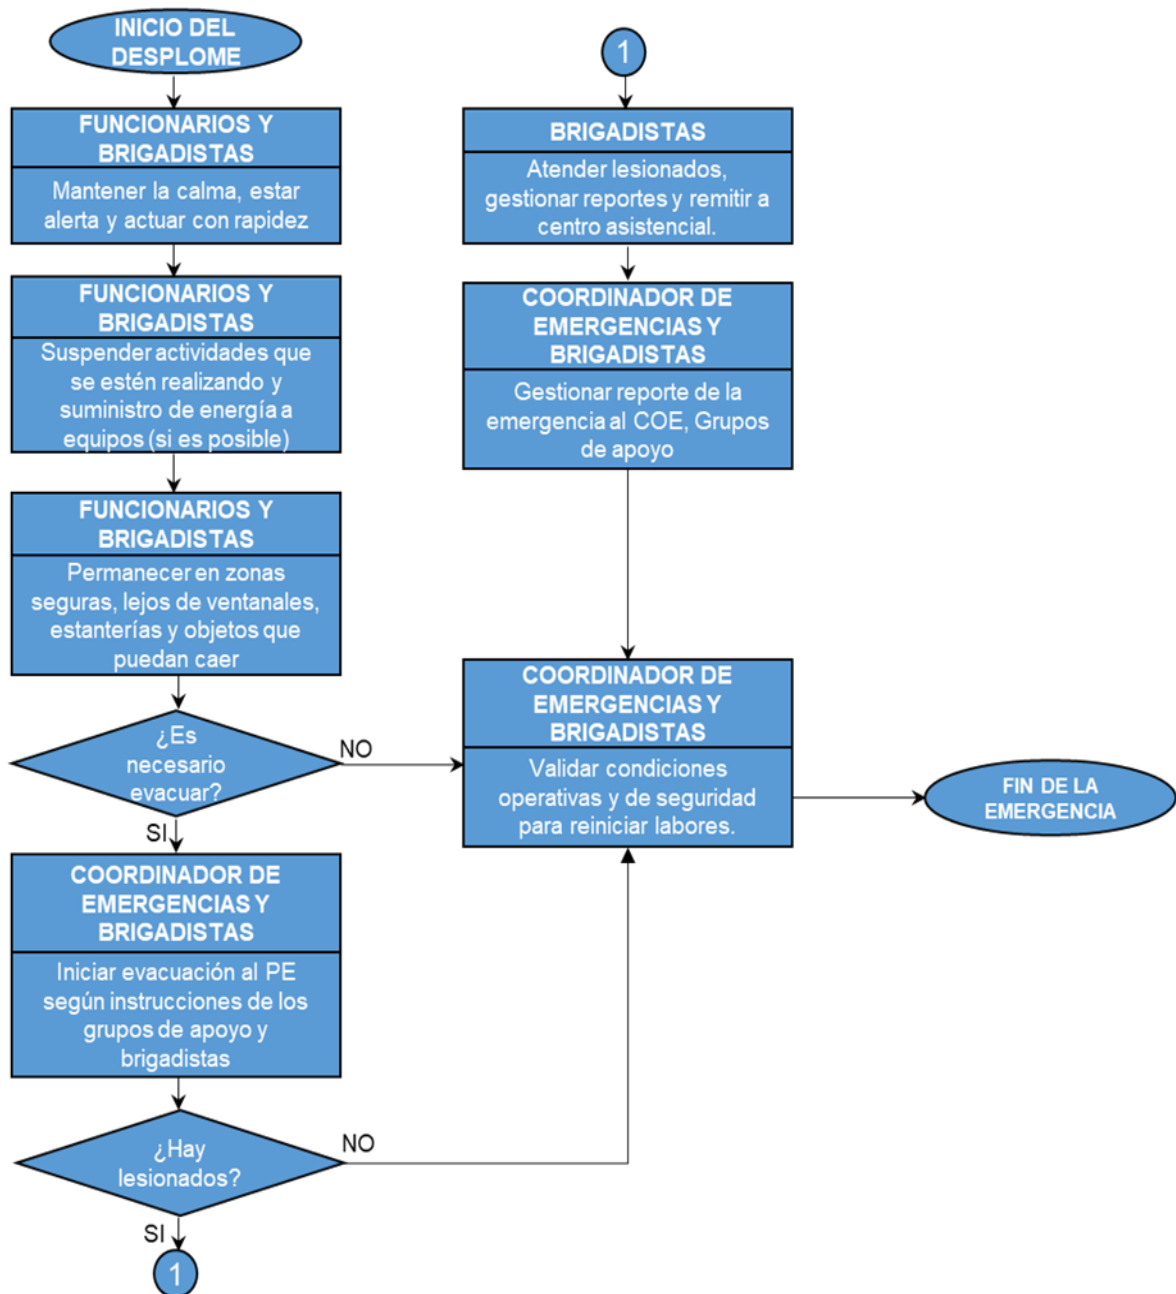 INICIO DEL
DESPLOME
FUNCIONARIOS Y
BRIGADISTAS
Mantener la calma, estar
alerta y actuar con rapidez
FUNCIONARIOS Y
BRIGADISTAS
Suspender actividades que
se estén realizando y
suministro de energía a
equipos (si es posible)
FUNCIONARIOS Y
BRIGADISTAS
Permanecer en zonas
seguras, lejos de ventanales,
estanterías y objetos que
puedan caer
¿Es
necesario
evacuar?
NO
SI
COORDINADOR DE
EMERGENCIAS Y
BRIGADISTAS
Iniciar evacuación al PE
según instrucciones de los
grupos de apoyo y
brigadistas
¿Hay
lesionados?
NO
SI
1
1
BRIGADISTAS
Atender lesionados,
gestionar reportes y remitir a
centro asistencial.
COORDINADOR DE
EMERGENCIAS Y
BRIGADISTAS
Gestionar reporte de la
emergencia al COE, Grupos
de apoyo
COORDINADOR DE
EMERGENCIAS Y
BRIGADISTAS
Validar condiciones
operativas y de seguridad
para reiniciar labores.
FIN DE LA
EMERGENCIA